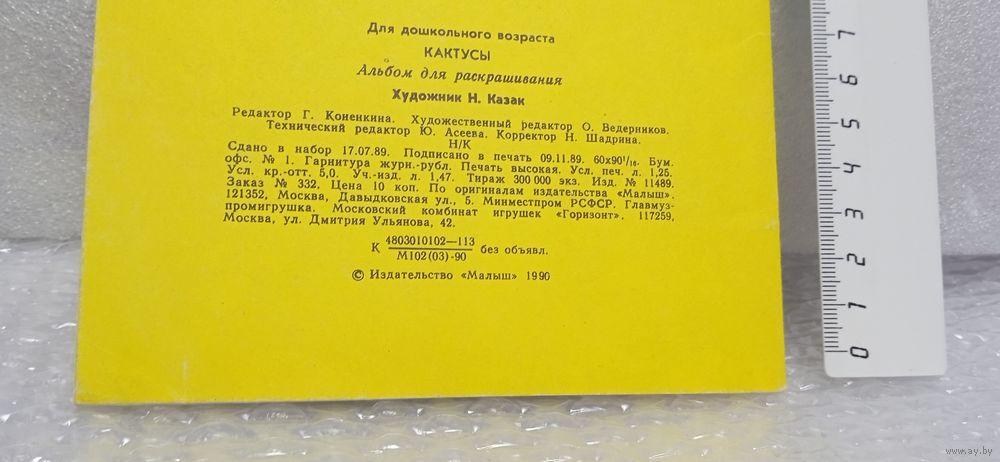 Для дошкольного возраста
КАКТУСЫ
Альбом для раскрашивания
Художник Н. Казак
Редактор Г. Коненкина. Художественный редактор О. Ведерников.
Технический редактор Ю. Асеева. Корректор Н. Шадрина.
Н/К
Сдано в набор 17.07.89. Подписано в печать 09.11.89. 60х90¹/₁₆. Бум.
офс. № 1. Гарнитура журн.-рубл. Печать высокая. Усл. печ. л. 1,25.
Усл. кр.-отт. 5,0. Уч.-изд. л. 1,47. Тираж 300 000 экз. Изд. № 11489.
Заказ № 332. Цена 10 коп. По оригиналам издательства «Малыш».
121352, Москва, Давыдковская ул., 5. Минместпром РСФСР. Главмуз-
промигрушка. Московский комбинат игрушек «Горизонт». 117259,
Москва, ул. Дмитрия Ульянова, 42.
К 4803010102—113 без объявл.
М102(03)-90
© Издательство «Малыш» 1990
7
6
5
4
3
2
1
0
www.ay.by